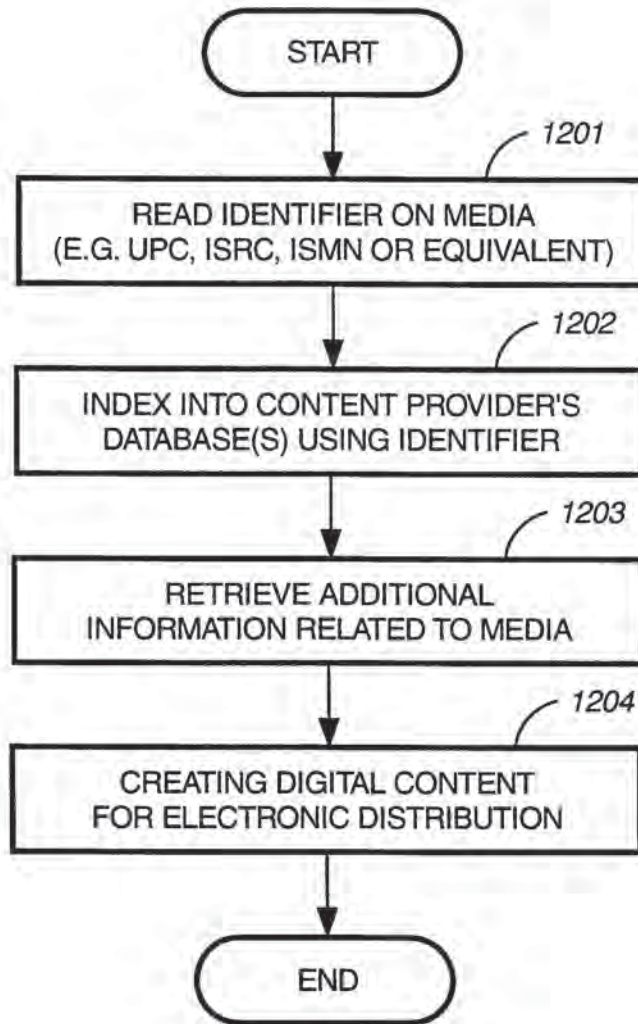 START
1201
READ IDENTIFIER ON MEDIA
(E.G. UPC, ISRC, ISMN OR EQUIVALENT)
1202
INDEX INTO CONTENT PROVIDER'S
DATABASE(S) USING IDENTIFIER
1203
RETRIEVE ADDITIONAL
INFORMATION RELATED TO MEDIA
1204
CREATING DIGITAL CONTENT
FOR ELECTRONIC DISTRIBUTION
END